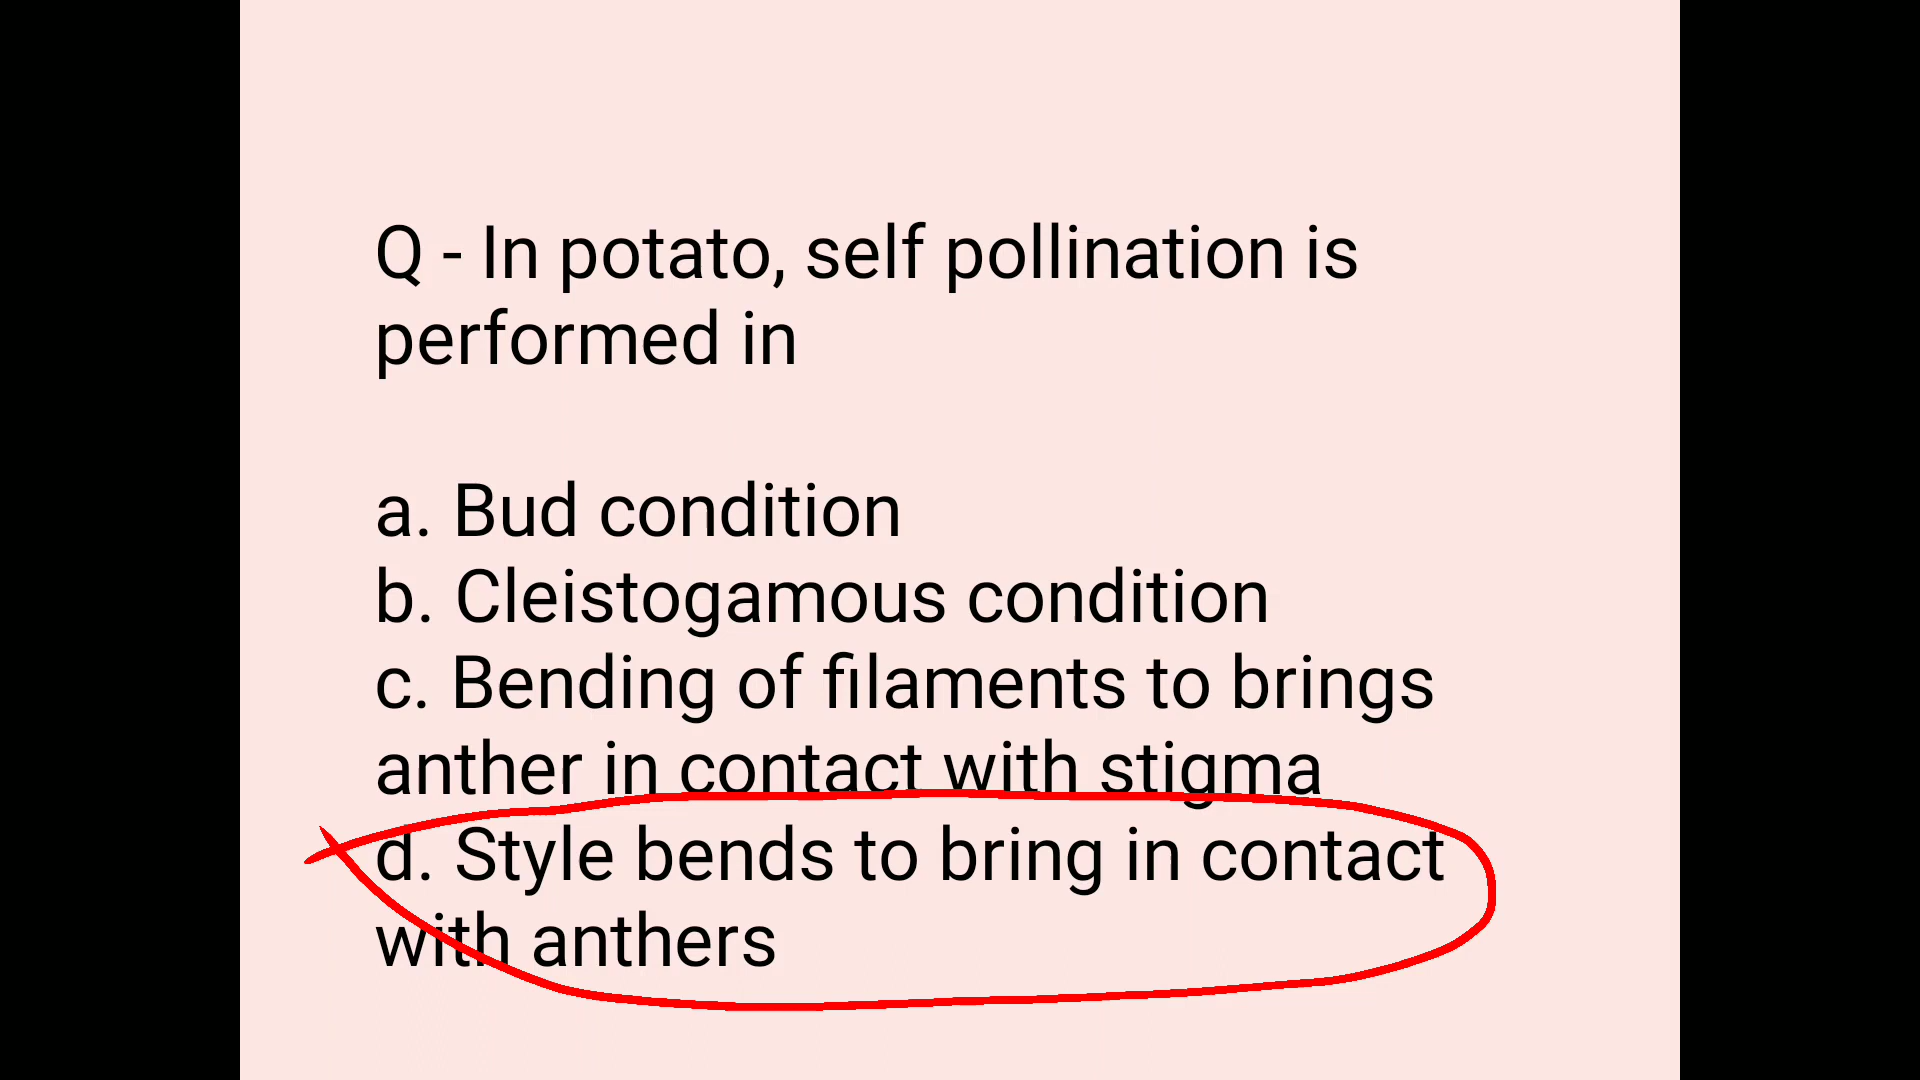 Q - In potato, self pollination is
performed in
a. Bud condition
b. Cleistogamous condition
c. Bending of filaments to brings
anther in contact with stigma
d. Style bends to bring in contact
with anthers